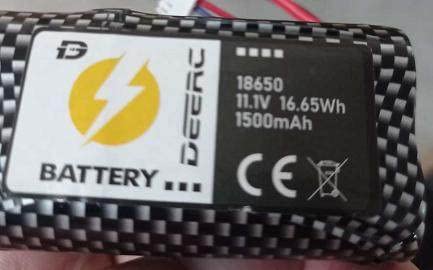 DEERC
BATTERY
18650
11.1V 16.65Wh
1500mAh
CE